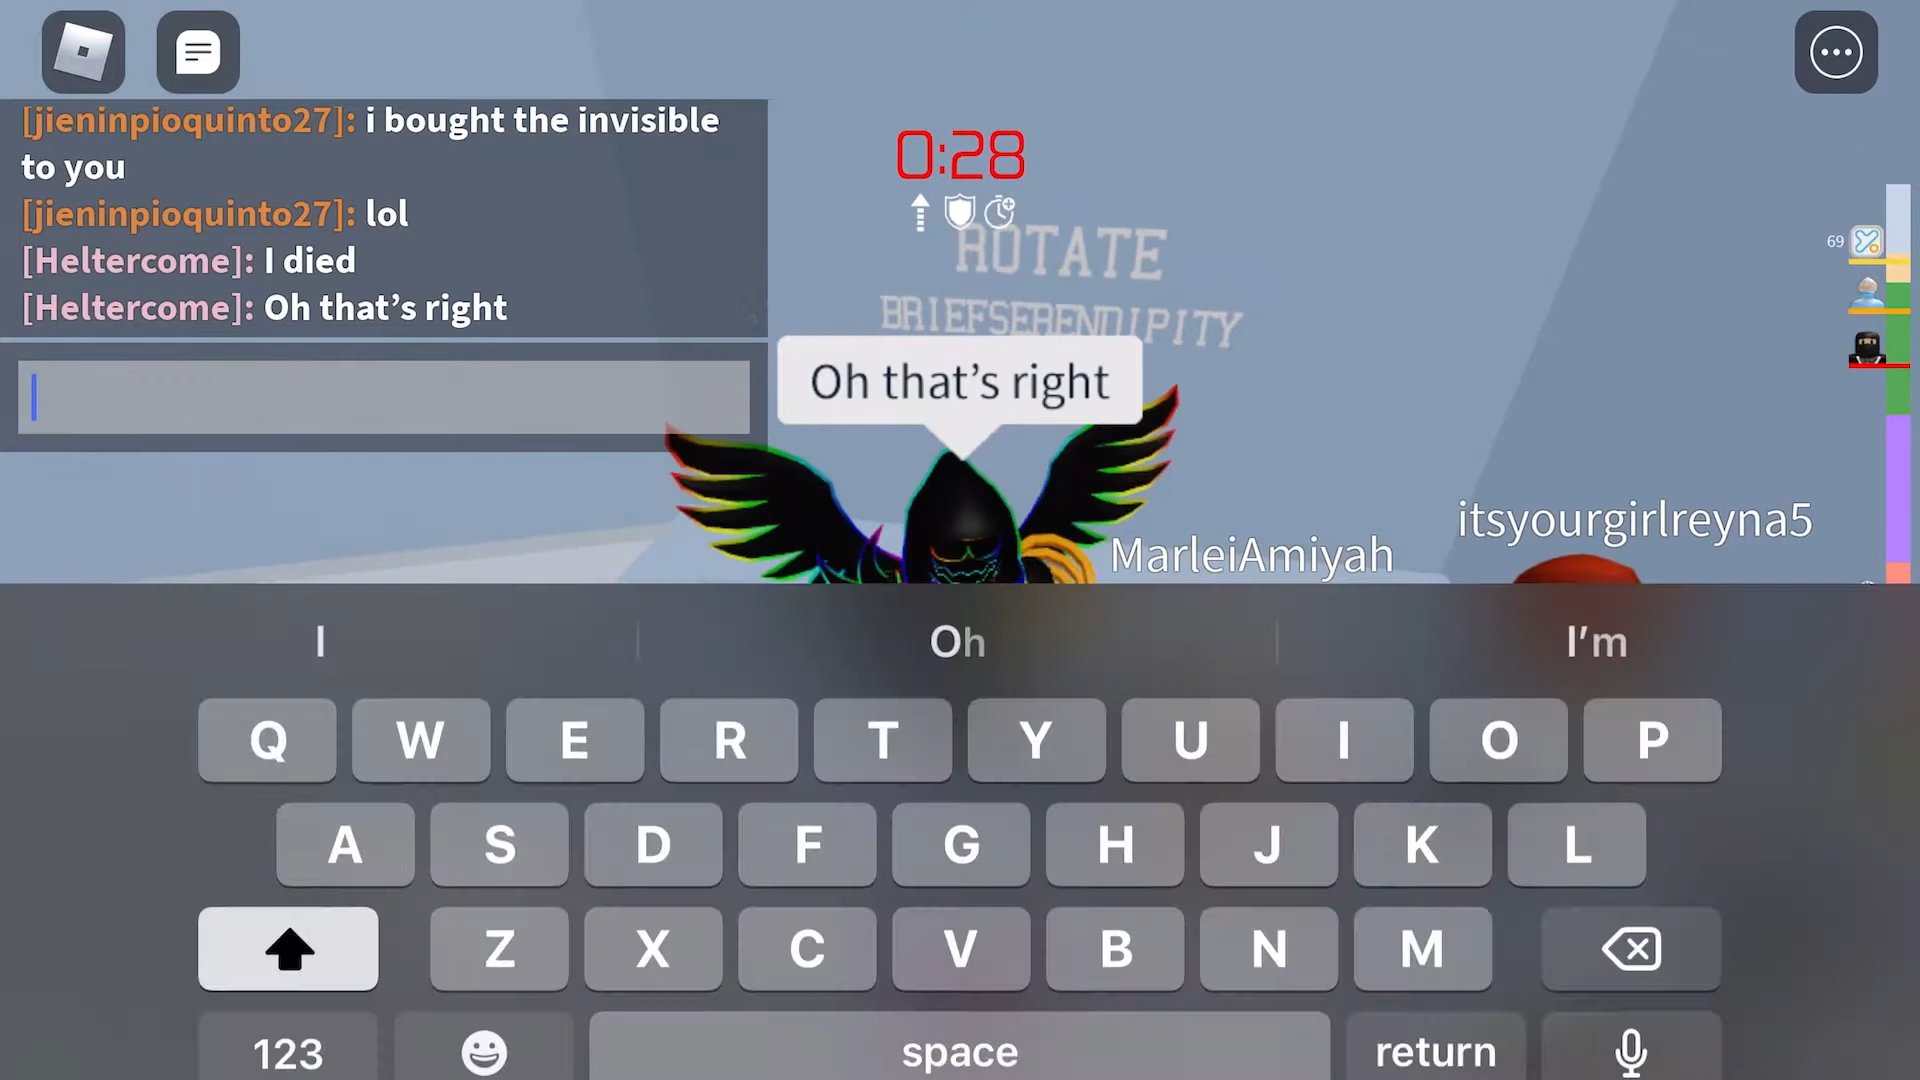 [jieninpioquinto27]: i bought the invisible
to you
[jieninpioquinto27]: lol
[Heltercome]: I died
[Heltercome]: Oh that’s right
0:28
ROTATE
BRIEFSERENDIPITY
69
Oh that’s right
itsyourgirlreyna5
MarleiAmiyah
I Oh I’m
Q W E R T Y U I O P
A S D F G H J K L
Z X C V B N M
123 space return